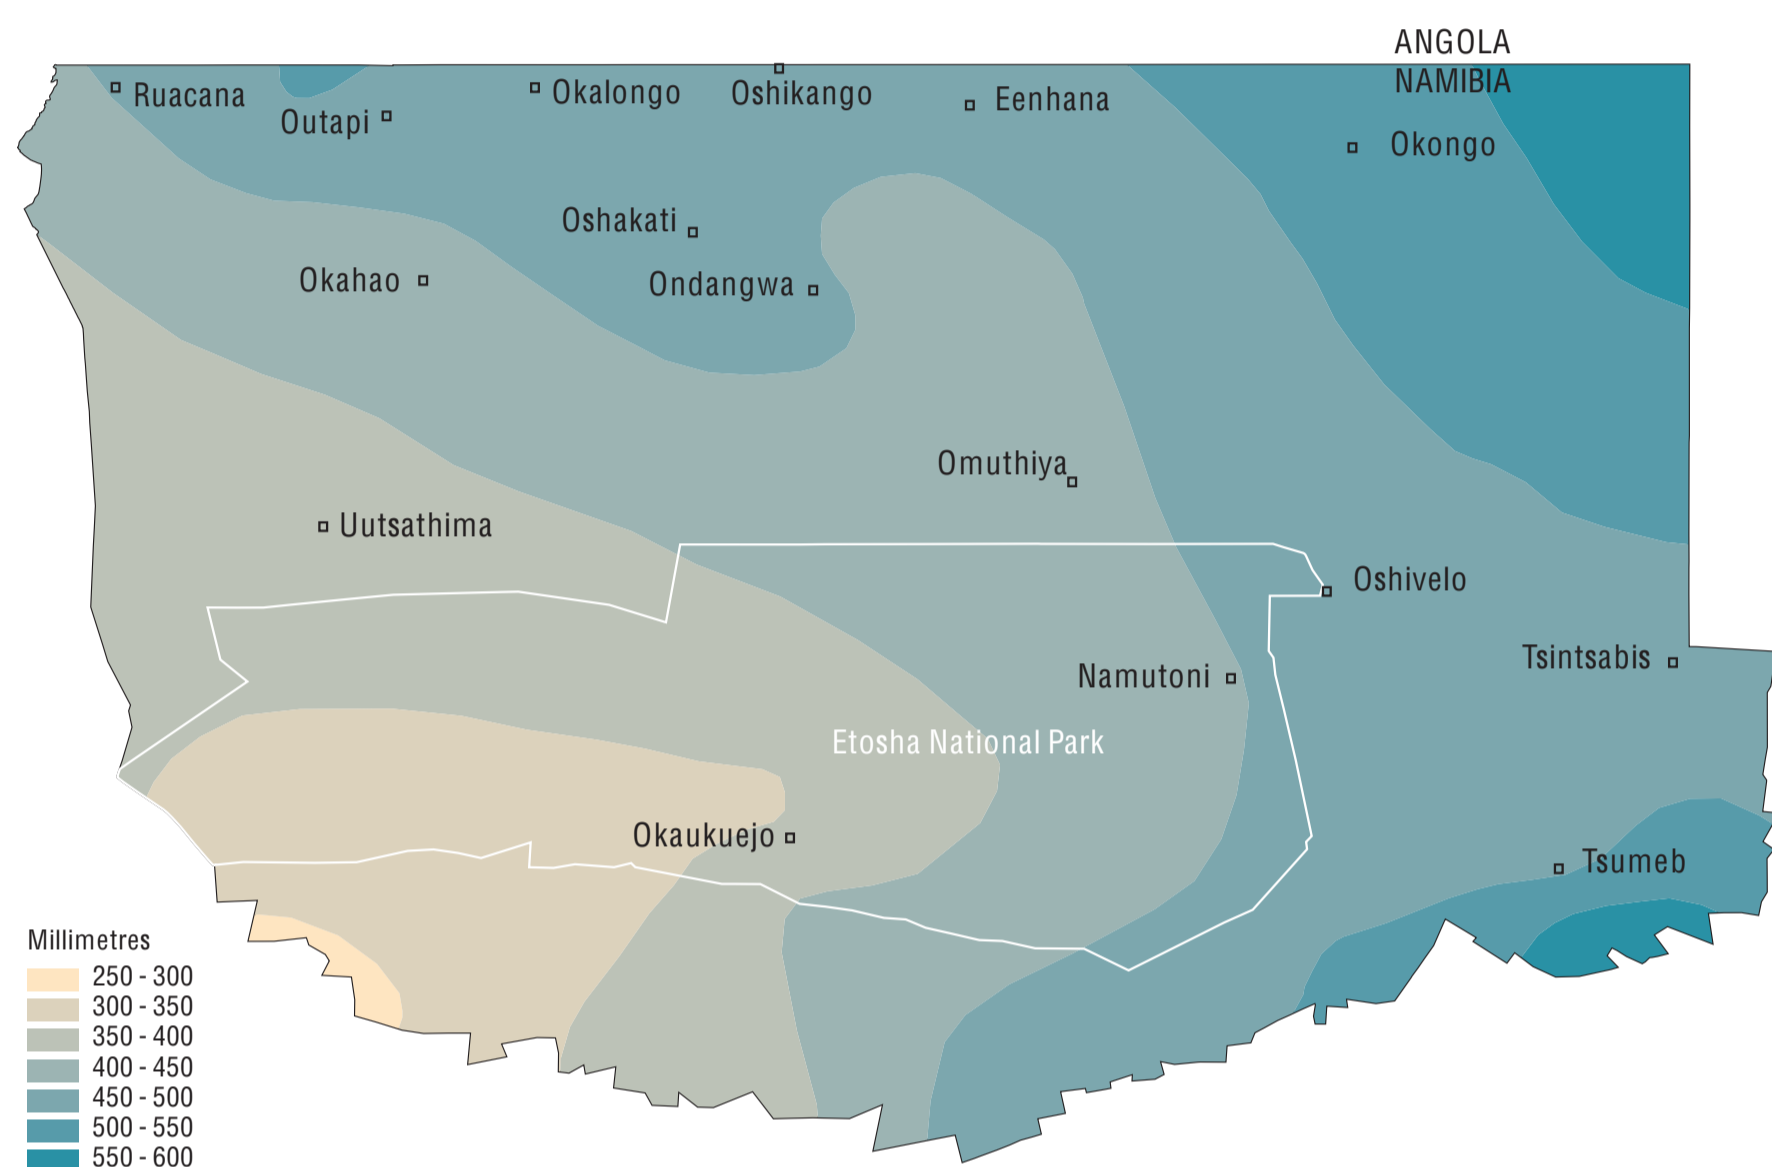 ANGOLA
NAMIBIA
Ruacana
Outapi
Okalongo
Oshikango
Eenhana
Okongo
Oshakati
Okahao
Ondangwa
Omuthiya
Uutsathima
Oshivelo
Tsintsabis
Namutoni
Etosha National Park
Okaukuejo
Tsumeb
Millimetres
250 - 300
300 - 350
350 - 400
400 - 450
450 - 500
500 - 550
550 - 600